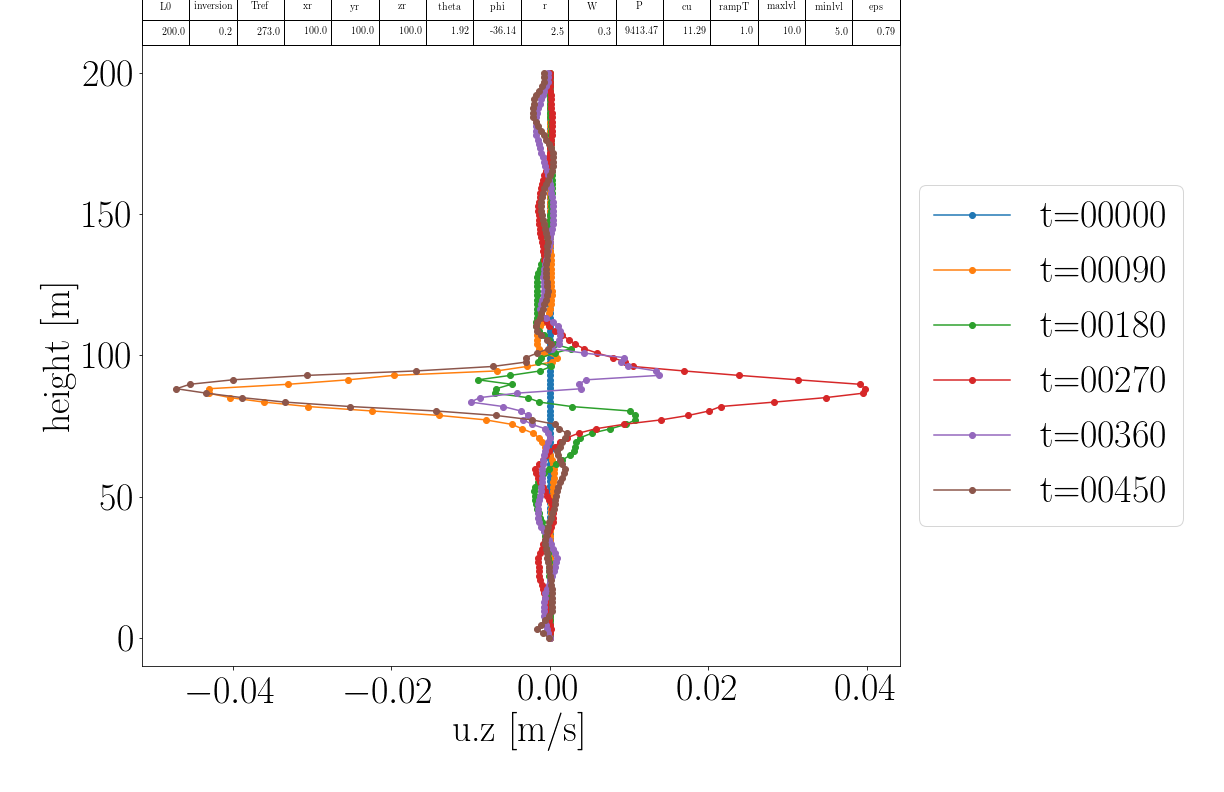 L0 inversion Tref xr yr zr theta phi r W P cu rampT maxlvl minlvl eps
200.0 0.2 273.0 100.0 100.0 100.0 1.92 -36.14 2.5 0.3 9413.47 11.29 1.0 10.0 5.0 0.79
200
150
100
50
0
height [m]
−0.04 −0.02 0.00 0.02 0.04
u.z [m/s]
t=00000
t=00090
t=00180
t=00270
t=00360
t=00450